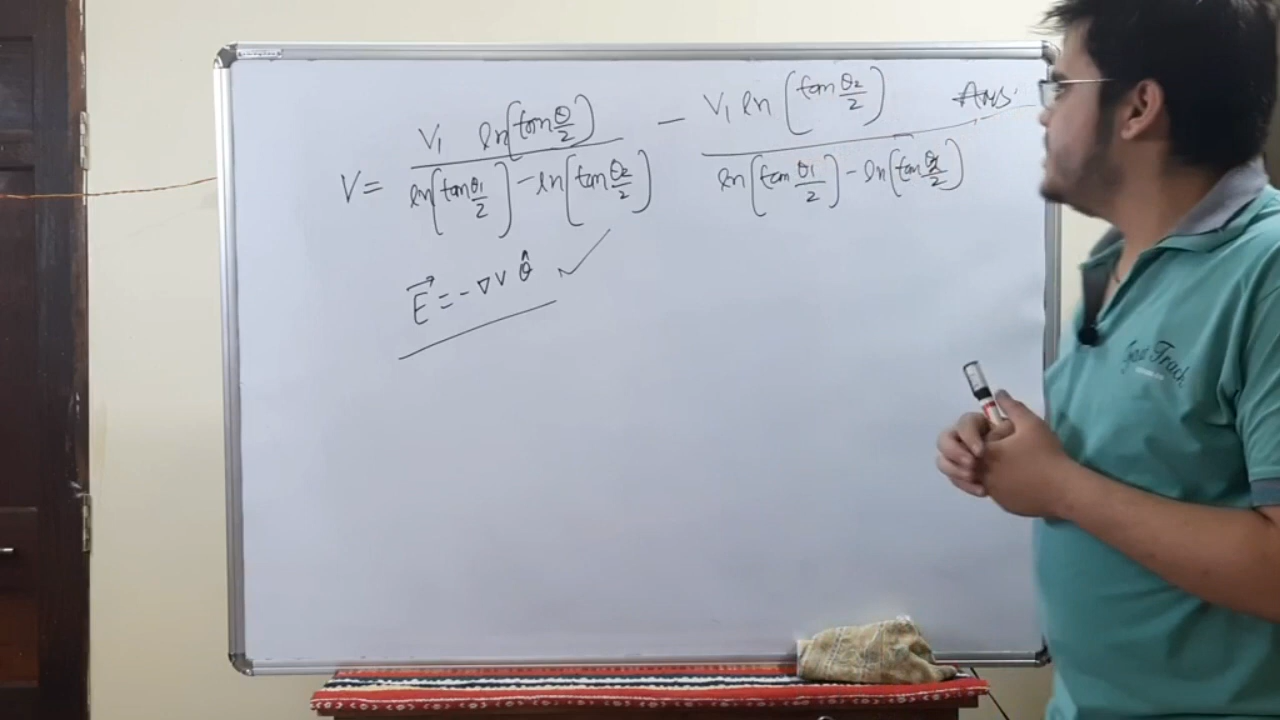 V = V₁ ln(tan θ/2) / ln(tan θ₁/2) - ln(tan θ₂/2) - V₁ ln(tan θ₂/2) / ln(tan θ₁/2) - ln(tan θ₂/2) Ans.
E⃗ = -∇V θ̂ ✓
Track